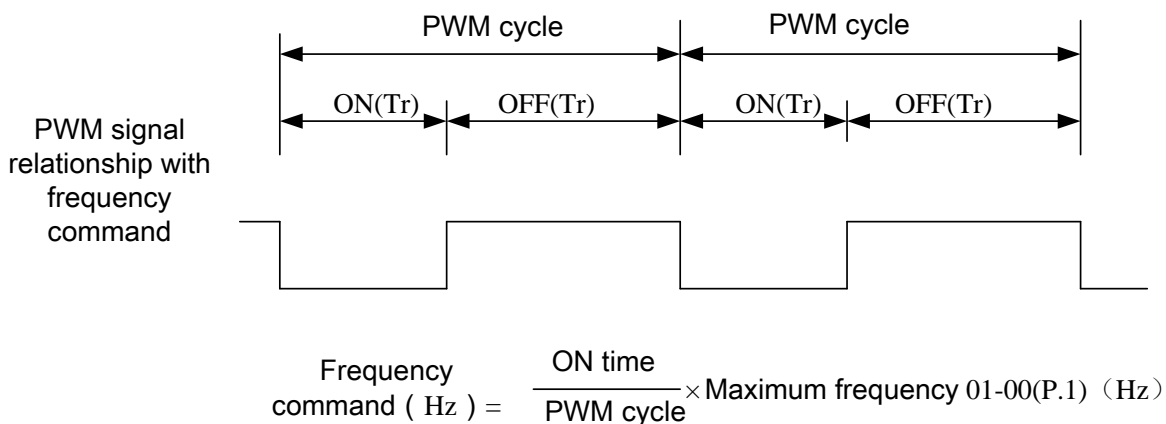 PWM cycle
PWM cycle
ON(Tr)
OFF(Tr)
ON(Tr)
OFF(Tr)
PWM signal
relationship with
frequency
command
Frequency
command ( Hz ) =
ON time
PWM cycle
×Maximum frequency 01-00(P.1)（Hz）